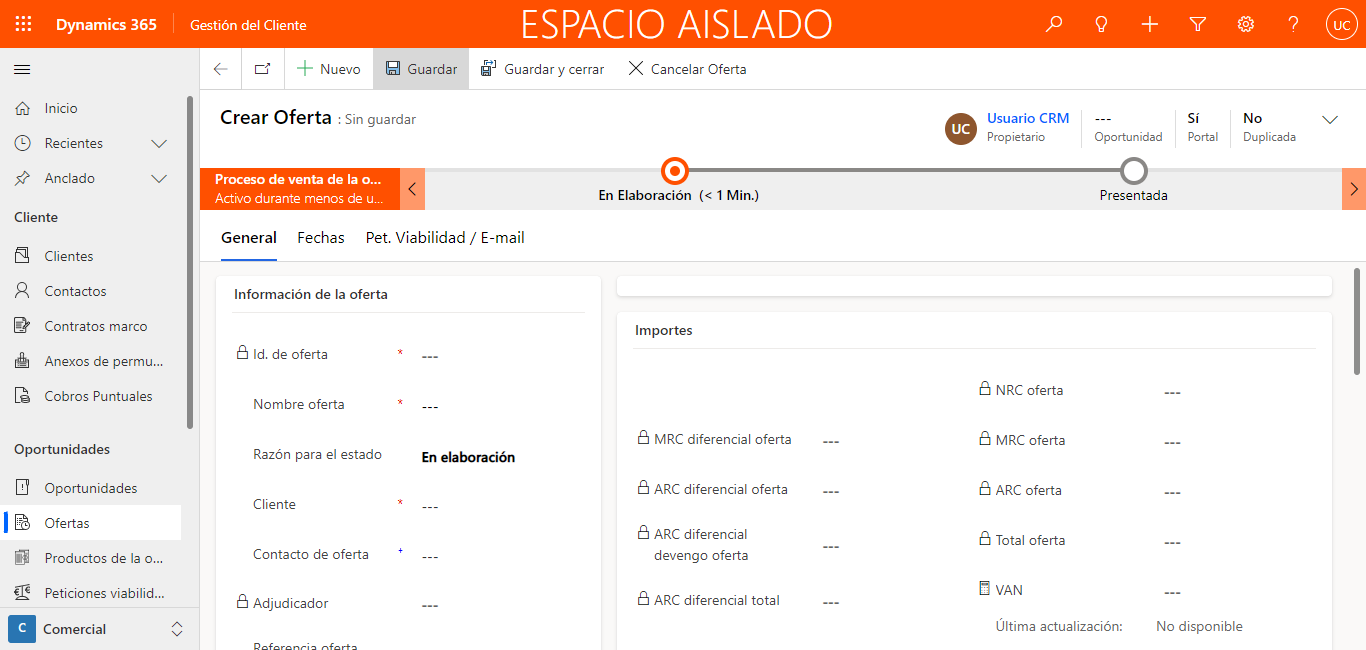 Dynamics 365
Gestión del Cliente
ESPACIO AISLADO
?
UC
Nuevo
Guardar
Guardar y cerrar
Cancelar Oferta
Inicio
Recientes
Anclado
Cliente
Clientes
Contactos
Contratos marco
Anexos de permu...
Cobros Puntuales
Oportunidades
Oportunidades
Ofertas
Productos de la o...
Peticiones viabilid...
C
Comercial
Crear Oferta : Sin guardar
UC
Usuario CRM
Propietario
---
Oportunidad
Sí
Portal
No
Duplicada
Proceso de venta de la o...
Activo durante menos de u...
En Elaboración (< 1 Min.)
Presentada
General
Fechas
Pet. Viabilidad / E-mail
Información de la oferta
Id. de oferta * ---
Nombre oferta * ---
Razón para el estado En elaboración
Cliente * ---
Contacto de oferta + ---
Adjudicador ---
Referencia oferta
Importes
MRC diferencial oferta ---
ARC diferencial oferta ---
ARC diferencial
devengo oferta ---
ARC diferencial total ---
NRC oferta ---
MRC oferta ---
ARC oferta ---
Total oferta ---
VAN ---
Última actualización: No disponible